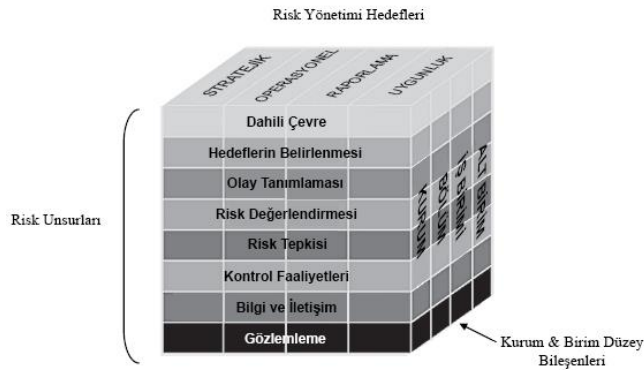 Risk Yönetimi Hedefleri
STRATEJİK
OPERASYONEL
RAPORLAMA
UYGUNLUK
Dahili Çevre
Hedeflerin Belirlenmesi
Olay Tanımlaması
Risk Değerlendirmesi
Risk Tepkisi
Kontrol Faaliyetleri
Bilgi ve İletişim
Gözlemleme
KURUM
BÖLÜM
İŞ BİRİMİ
ALT BİRİM
Risk Unsurları
Kurum & Birim Düzey
Bileşenleri